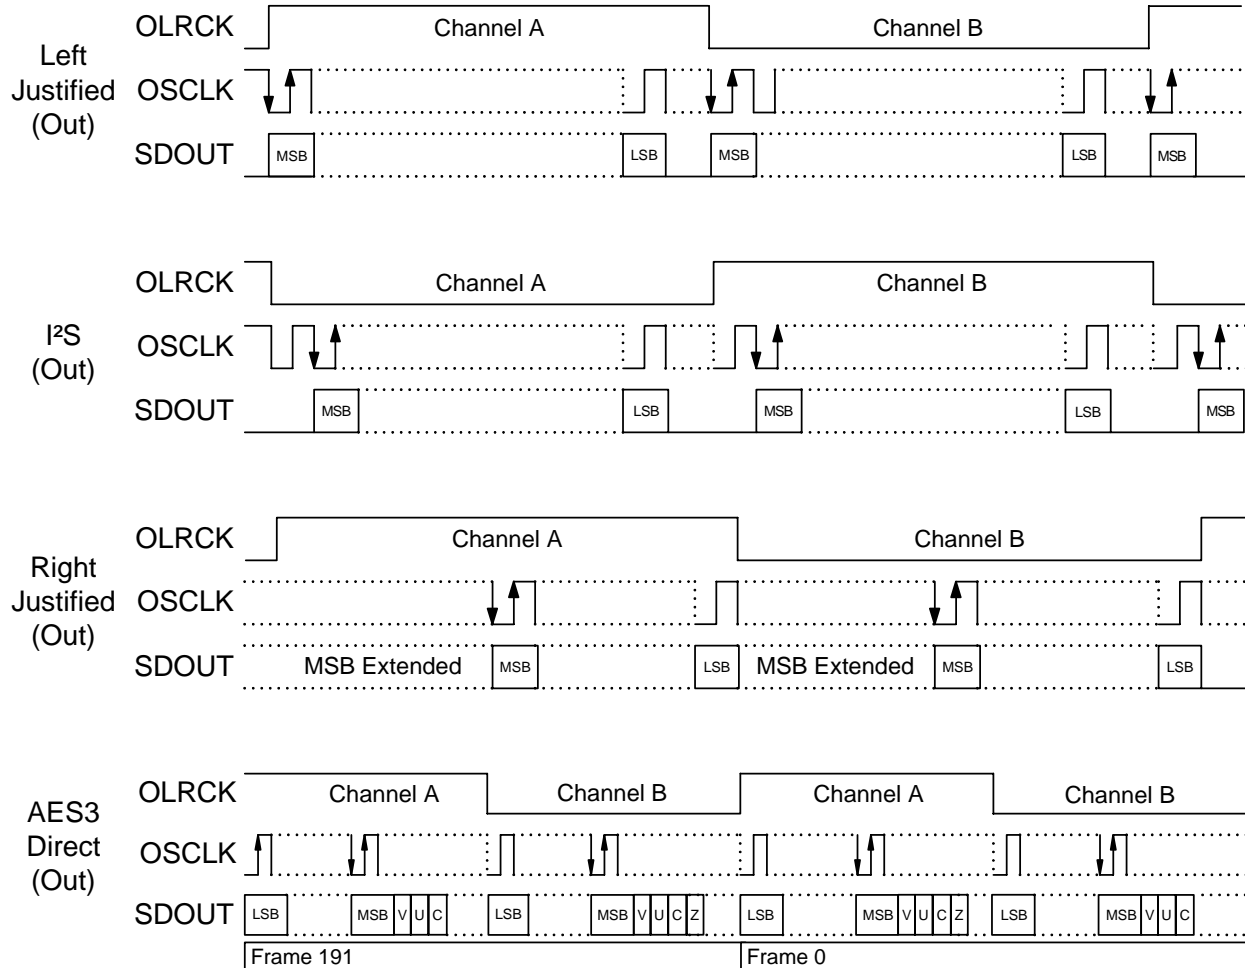 Left
Justified
(Out)
OLRCK
Channel A
Channel B
OSCLK
SDOUT
MSB
LSB
MSB
LSB
MSB
I²S
(Out)
OLRCK
Channel A
Channel B
OSCLK
SDOUT
MSB
LSB
MSB
LSB
MSB
Right
Justified
(Out)
OLRCK
Channel A
Channel B
OSCLK
SDOUT
MSB Extended
MSB
LSB
MSB Extended
MSB
LSB
AES3
Direct
(Out)
OLRCK
Channel A
Channel B
Channel A
Channel B
OSCLK
SDOUT
LSB
MSB V U C
LSB
MSB V U C Z
LSB
MSB V U C Z
LSB
MSB V U C
Frame 191
Frame 0